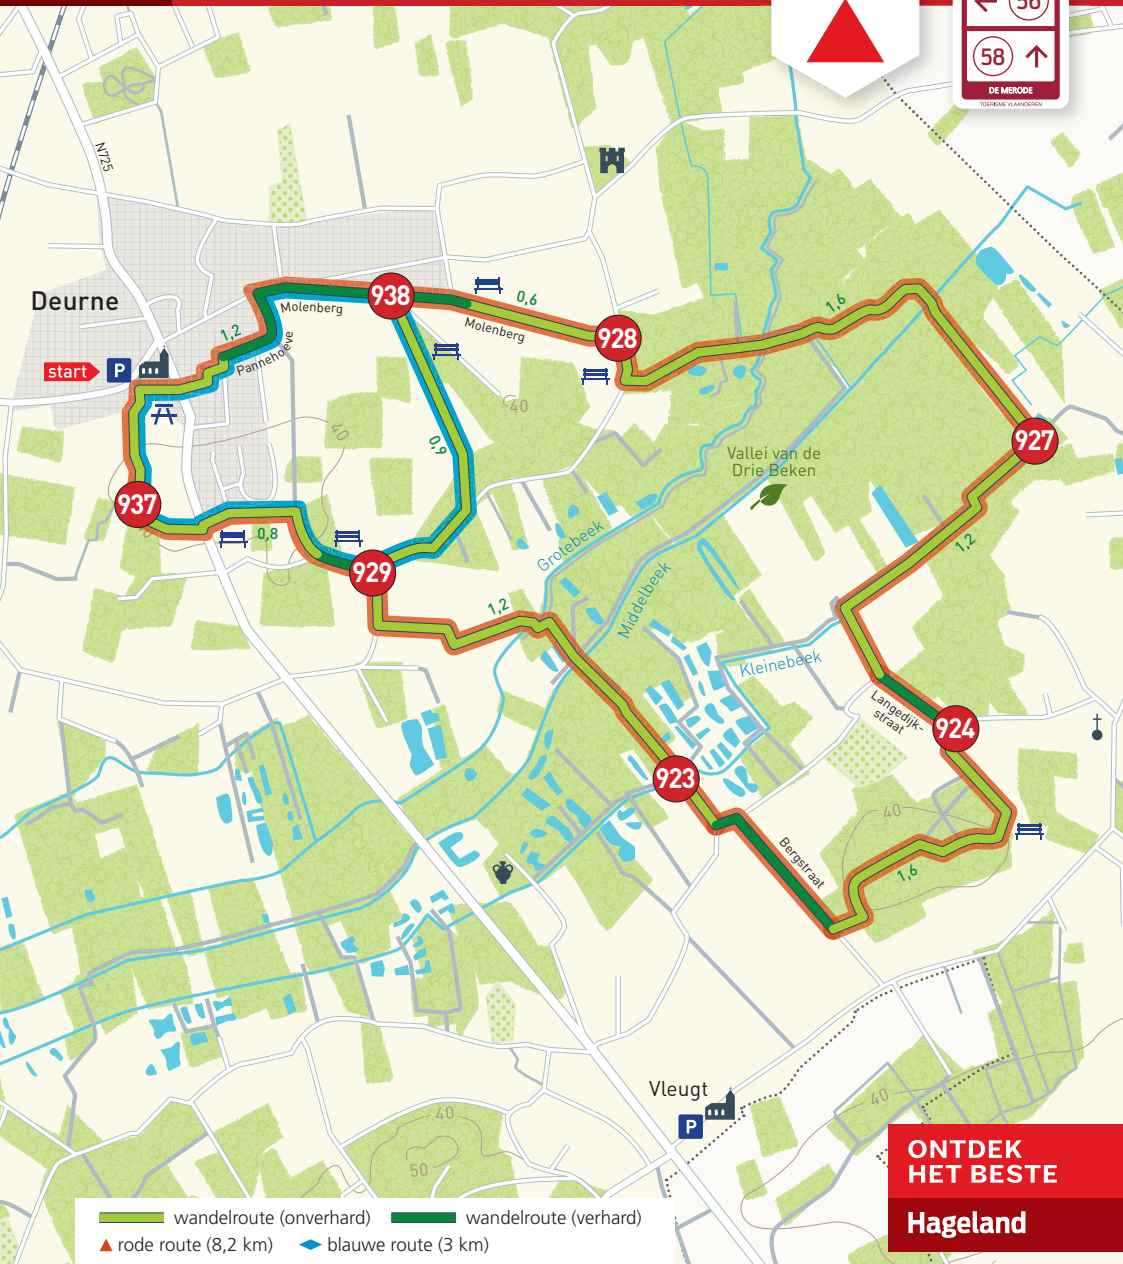 56
58
DE MERODE
TOERISME VLAANDEREN
N725
Deurne
938
Molenberg
0,6
1,6
Molenberg
928
1,2
Pannehoeve
start
P
40
40
0,9
927
Vallei van de
Drie Beken
937
0,8
1,2
Grotebeek
929
Middelbeek
1,2
Kleinebeek
Langedijk-
straat
924
923
40
Bergstraat
1,6
Vleugt
P
40
40
50
ONTDEK
HET BESTE
Hageland
wandelroute (onverhard)
wandelroute (verhard)
rode route (8,2 km)
blauwe route (3 km)